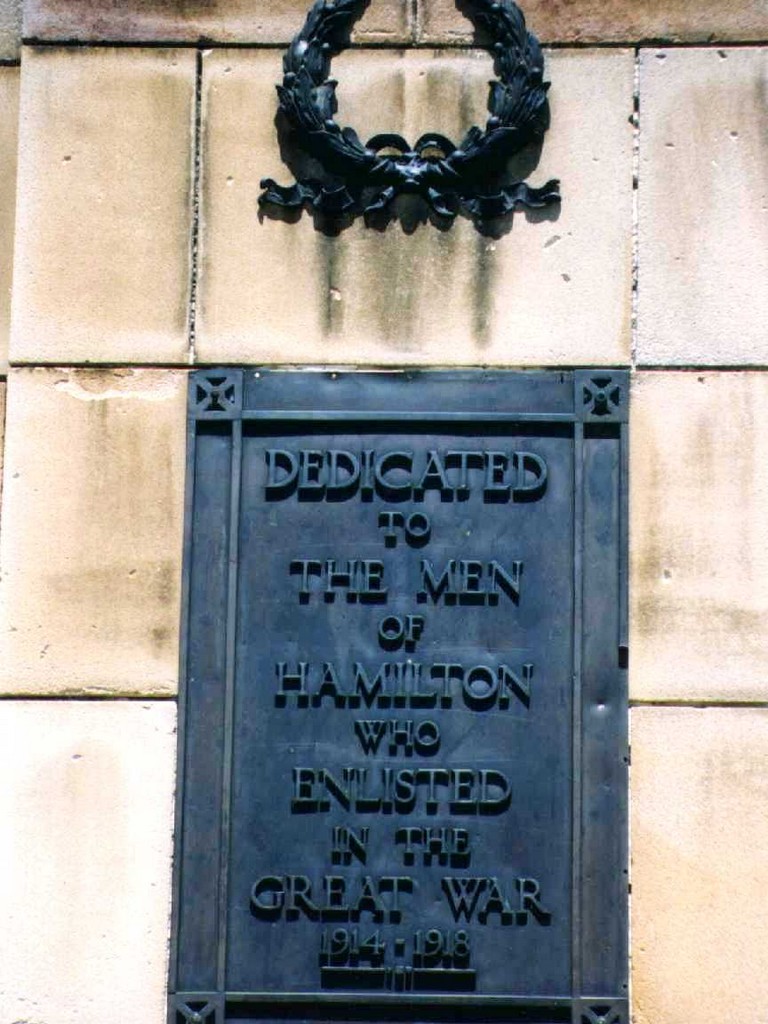 DEDICATED
TO
THE MEN
OF
HAMILTON
WHO
ENLISTED
IN THE
GREAT WAR
1914 - 1918